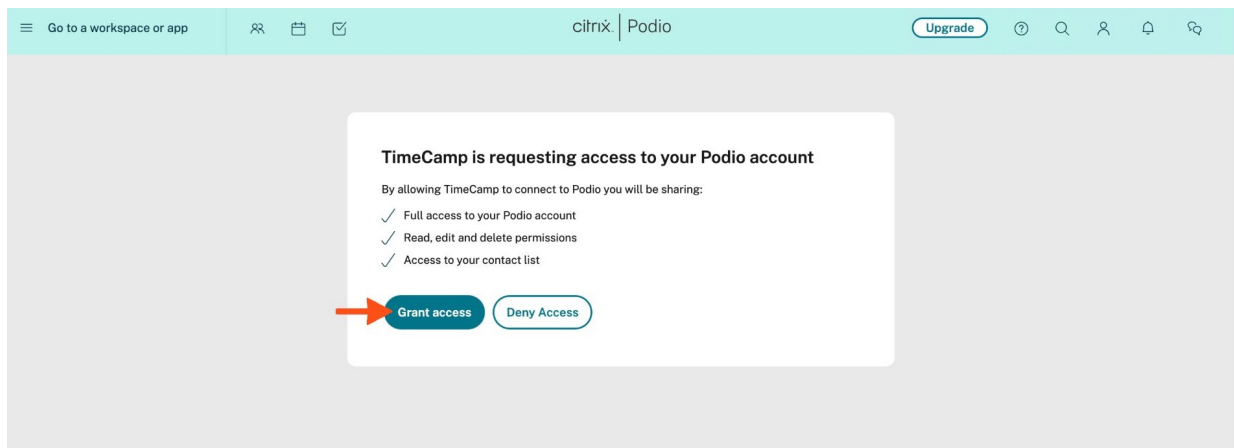 Go to a workspace or app
citrix. | Podio
Upgrade
TimeCamp is requesting access to your Podio account
By allowing TimeCamp to connect to Podio you will be sharing:
Full access to your Podio account
Read, edit and delete permissions
Access to your contact list
Grant access
Deny Access